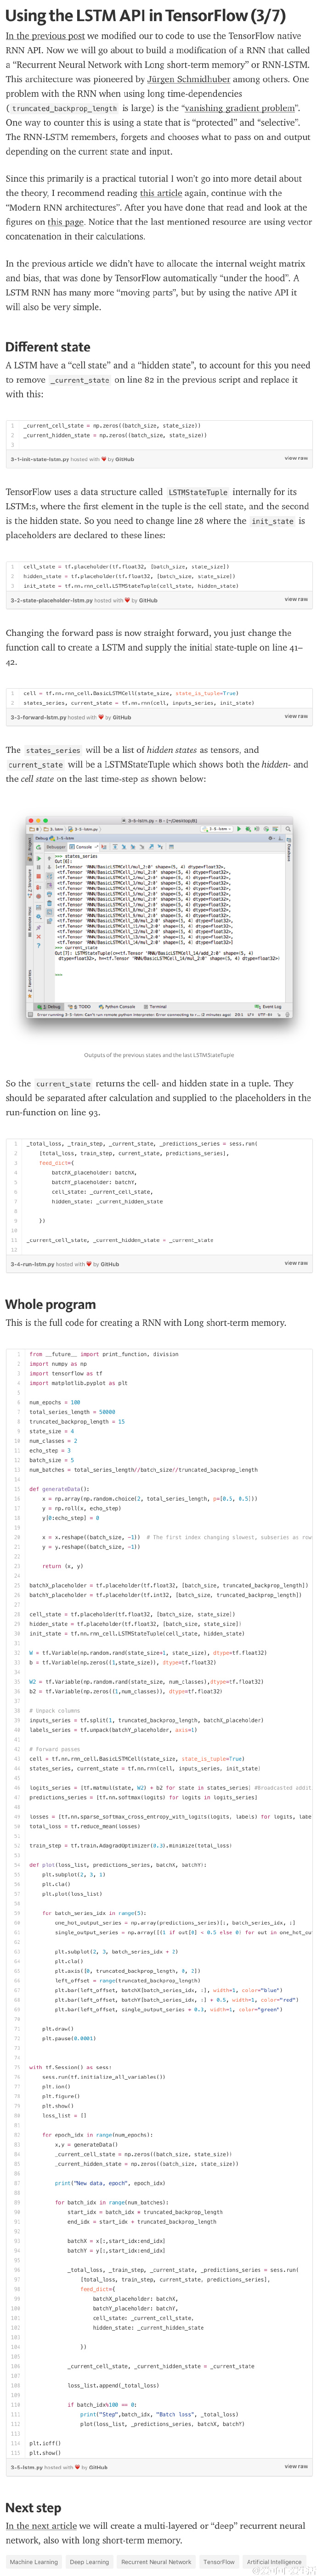 Using the LSTM API in TensorFlow (3/7)
In the previous post we modified our to code to use the TensorFlow native
RNN API. Now we will go about to build a modification of a RNN that called
a “Recurrent Neural Network with Long short-term memory” or RNN-LSTM.
This architecture was pioneered by Jürgen Schmidhuber among others. One
problem with the RNN when using long time-dependencies
( truncated_backprop_length is large) is the “vanishing gradient problem”.
One way to counter this is using a state that is “protected” and “selective”.
The RNN-LSTM remembers, forgets and chooses what to pass on and output
depending on the current state and input.
Since this primarily is a practical tutorial we won’t go into more detail about
the theory, I recommend reading this article again, continue with the
“Modern RNN architectures”. After you have done that read and look at the
figures on this page. Notice that the last mentioned resource are using vector
concatenation in their calculations.
In the previous article we didn’t have to allocate the internal weight matrix
and bias, that was done by TensorFlow automatically “under the hood”. A
LSTM RNN has many more “moving parts”, but by using the native API it
will also be very simple.
Different state
A LSTM have a “cell state” and a “hidden state”, to account for this you need
to remove _current_state on line 82 in the previous script and replace it
with this:
1 _current_cell_state = np.zeros((batch_size, state_size))
2 _current_hidden_state = np.zeros((batch_size, state_size))
3
3-1-init-state-lstm.py hosted with ❤ by GitHub view raw
TensorFlow uses a data structure called LSTMStateTuple internally for its
LSTM:s, where the first element in the tuple is the cell state, and the second
is the hidden state. So you need to change line 28 where the init_state is
placeholders are declared to these lines:
1 cell_state = tf.placeholder(tf.float32, [batch_size, state_size])
2 hidden_state = tf.placeholder(tf.float32, [batch_size, state_size])
3 init_state = tf.nn.rnn_cell.LSTMStateTuple(cell_state, hidden_state)
3-2-state-placeholder-lstm.py hosted with ❤ by GitHub view raw
Changing the forward pass is now straight forward, you just change the
function call to create a LSTM and supply the initial state-tuple on line 41–
42.
1 cell = tf.nn.rnn_cell.BasicLSTMCell(state_size, state_is_tuple=True)
2 states_series, current_state = tf.nn.rnn(cell, inputs_series, init_state)
3-3-forward-lstm.py hosted with ❤ by GitHub view raw
The states_series will be a list of hidden states as tensors, and
current_state will be a LSTMStateTuple which shows both the hidden- and
the cell state on the last time-step as shown below:
Outputs of the previous states and the last LSTMStateTuple
So the current_state returns the cell- and hidden state in a tuple. They
should be separated after calculation and supplied to the placeholders in the
run-function on line 93.
1 _total_loss, _train_step, _current_state, _predictions_series = sess.run(
2 [total_loss, train_step, current_state, predictions_series],
3 feed_dict={
4 batchX_placeholder: batchX,
5 batchY_placeholder: batchY,
6 cell_state: _current_cell_state,
7 hidden_state: _current_hidden_state
8
9 })
10
11 _current_cell_state, _current_hidden_state = _current_state
12
3-4-run-lstm.py hosted with ❤ by GitHub view raw
Whole program
This is the full code for creating a RNN with Long short-term memory.
1 from __future__ import print_function, division
2 import numpy as np
3 import tensorflow as tf
4 import matplotlib.pyplot as plt
5
6 num_epochs = 100
7 total_series_length = 50000
8 truncated_backprop_length = 15
9 state_size = 4
10 num_classes = 2
11 echo_step = 3
12 batch_size = 5
13 num_batches = total_series_length//batch_size//truncated_backprop_length
14
15 def generateData():
16 x = np.array(np.random.choice(2, total_series_length, p=[0.5, 0.5]))
17 y = np.roll(x, echo_step)
18 y[0:echo_step] = 0
19
20 x = x.reshape((batch_size, -1)) # The first index changing slowest, subseries as rows
21 y = y.reshape((batch_size, -1))
22
23 return (x, y)
24
25 batchX_placeholder = tf.placeholder(tf.float32, [batch_size, truncated_backprop_length])
26 batchY_placeholder = tf.placeholder(tf.int32, [batch_size, truncated_backprop_length])
27
28 cell_state = tf.placeholder(tf.float32, [batch_size, state_size])
29 hidden_state = tf.placeholder(tf.float32, [batch_size, state_size])
30 init_state = tf.nn.rnn_cell.LSTMStateTuple(cell_state, hidden_state)
31
32 W = tf.Variable(np.random.rand(state_size+1, state_size), dtype=tf.float32)
33 b = tf.Variable(np.zeros((1,state_size)), dtype=tf.float32)
34
35 W2 = tf.Variable(np.random.rand(state_size, num_classes),dtype=tf.float32)
36 b2 = tf.Variable(np.zeros((1,num_classes)), dtype=tf.float32)
37
38 # Unpack columns
39 inputs_series = tf.split(1, truncated_backprop_length, batchX_placeholder)
40 labels_series = tf.unpack(batchY_placeholder, axis=1)
41
42 # Forward passes
43 cell = tf.nn.rnn_cell.BasicLSTMCell(state_size, state_is_tuple=True)
44 states_series, current_state = tf.nn.rnn(cell, inputs_series, init_state)
45
46 logits_series = [tf.matmul(state, W2) + b2 for state in states_series] #Broadcasted addit
47 predictions_series = [tf.nn.softmax(logits) for logits in logits_series]
48
49 losses = [tf.nn.sparse_softmax_cross_entropy_with_logits(logits, labels) for logits, labe
50 total_loss = tf.reduce_mean(losses)
51
52 train_step = tf.train.AdagradOptimizer(0.3).minimize(total_loss)
53
54 def plot(loss_list, predictions_series, batchX, batchY):
55 plt.subplot(2, 3, 1)
56 plt.cla()
57 plt.plot(loss_list)
58
59 for batch_series_idx in range(5):
60 one_hot_output_series = np.array(predictions_series)[:, batch_series_idx, :]
61 single_output_series = np.array([(1 if out[0] < 0.5 else 0) for out in one_hot_ou
62
63 plt.subplot(2, 3, batch_series_idx + 2)
64 plt.cla()
65 plt.axis([0, truncated_backprop_length, 0, 2])
66 left_offset = range(truncated_backprop_length)
67 plt.bar(left_offset, batchX[batch_series_idx, :], width=1, color="blue")
68 plt.bar(left_offset, batchY[batch_series_idx, :] * 0.5, width=1, color="red")
69 plt.bar(left_offset, single_output_series * 0.3, width=1, color="green")
70
71 plt.draw()
72 plt.pause(0.0001)
73
74
75 with tf.Session() as sess:
76 sess.run(tf.initialize_all_variables())
77 plt.ion()
78 plt.figure()
79 plt.show()
80 loss_list = []
81
82 for epoch_idx in range(num_epochs):
83 x,y = generateData()
84 _current_cell_state = np.zeros((batch_size, state_size))
85 _current_hidden_state = np.zeros((batch_size, state_size))
86
87 print("New data, epoch", epoch_idx)
88
89 for batch_idx in range(num_batches):
90 start_idx = batch_idx * truncated_backprop_length
91 end_idx = start_idx + truncated_backprop_length
92
93 batchX = x[:,start_idx:end_idx]
94 batchY = y[:,start_idx:end_idx]
95
96 _total_loss, _train_step, _current_state, _predictions_series = sess.run(
97 [total_loss, train_step, current_state, predictions_series],
98 feed_dict={
99 batchX_placeholder: batchX,
100 batchY_placeholder: batchY,
101 cell_state: _current_cell_state,
102 hidden_state: _current_hidden_state
103
104 })
105
106 _current_cell_state, _current_hidden_state = _current_state
107
108 loss_list.append(_total_loss)
109
110 if batch_idx%100 == 0:
111 print("Step",batch_idx, "Batch loss", _total_loss)
112 plot(loss_list, _predictions_series, batchX, batchY)
113
114 plt.ioff()
115 plt.show()
3-5-lstm.py hosted with ❤ by GitHub view raw
Next step
In the next article we will create a multi-layered or “deep” recurrent neural
network, also with long short-term memory.
Machine Learning Deep Learning Recurrent Neural Network TensorFlow Artificial Intelligence